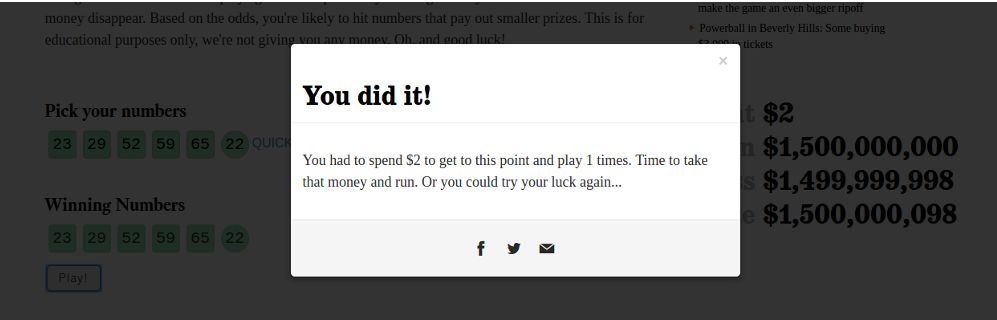 money disappear. Based on the odds, you're likely to hit numbers that pay out smaller prizes. This is for
educational purposes only, we're not giving you any money. Oh, and good luck!
make the game an even bigger ripoff
Powerball in Beverly Hills: Some buying
in tickets
You did it!
You had to spend $2 to get to this point and play 1 times. Time to take
that money and run. Or you could try your luck again...
Pick your numbers
23 29 52 59 65 22 QUICK
Winning Numbers
23 29 52 59 65 22
Play!
$2
$1,500,000,000
$1,499,999,998
$1,500,000,098